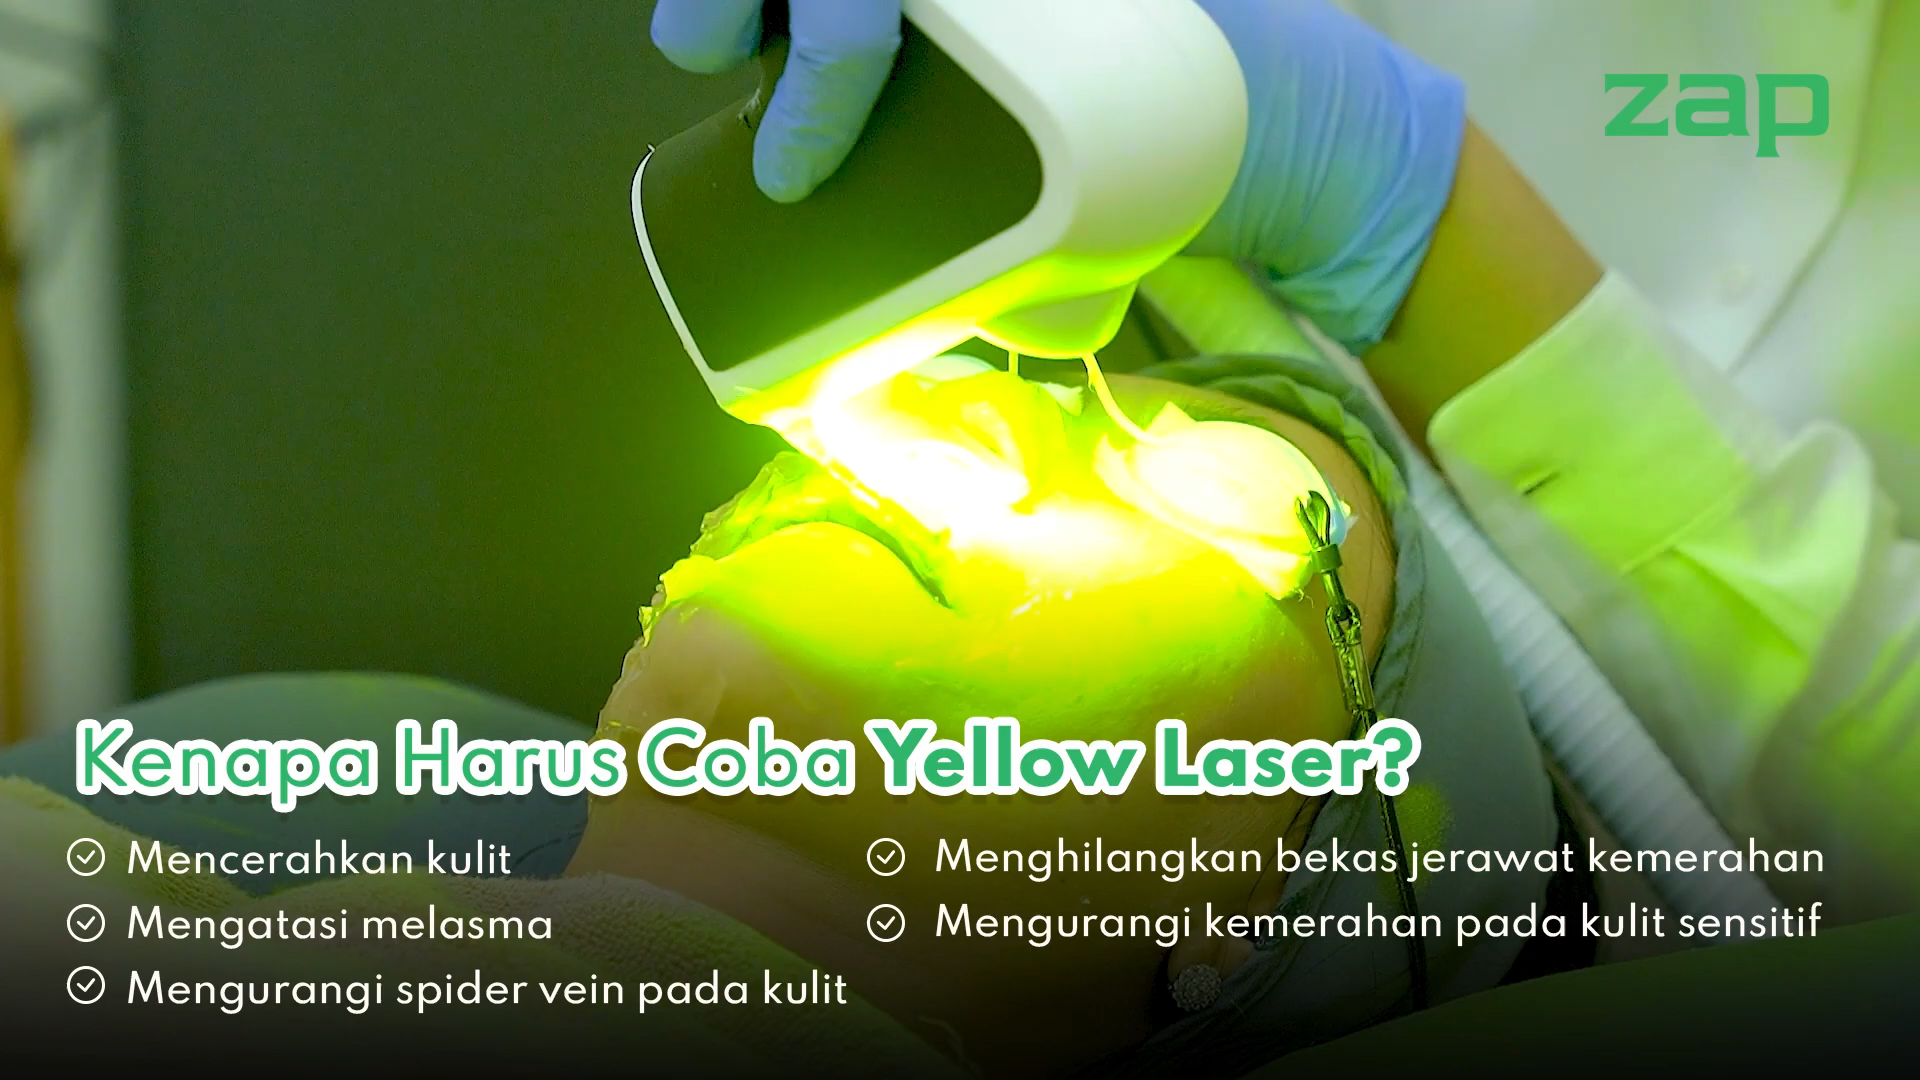 zap
Kenapa Harus Coba Yellow Laser?
Mencerahkan kulit
Mengatasi melasma
Mengurangi spider vein pada kulit
Menghilangkan bekas jerawat kemerahan
Mengurangi kemerahan pada kulit sensitif